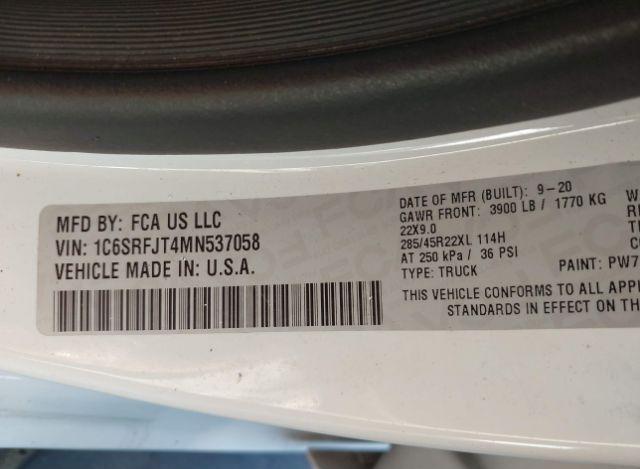 MFD BY: FCA US LLC
VIN: 1C6SRFJT4MN537058
VEHICLE MADE IN: U.S.A.
DATE OF MFR (BUILT): 9-20
GAWR FRONT: 3900 LB / 1770 KG
22X9.0
285/45R22XL 114H
AT 250 kPa / 36 PSI
TYPE: TRUCK
PAINT: PW7
THIS VEHICLE CONFORMS TO ALL APPL
STANDARDS IN EFFECT ON TH